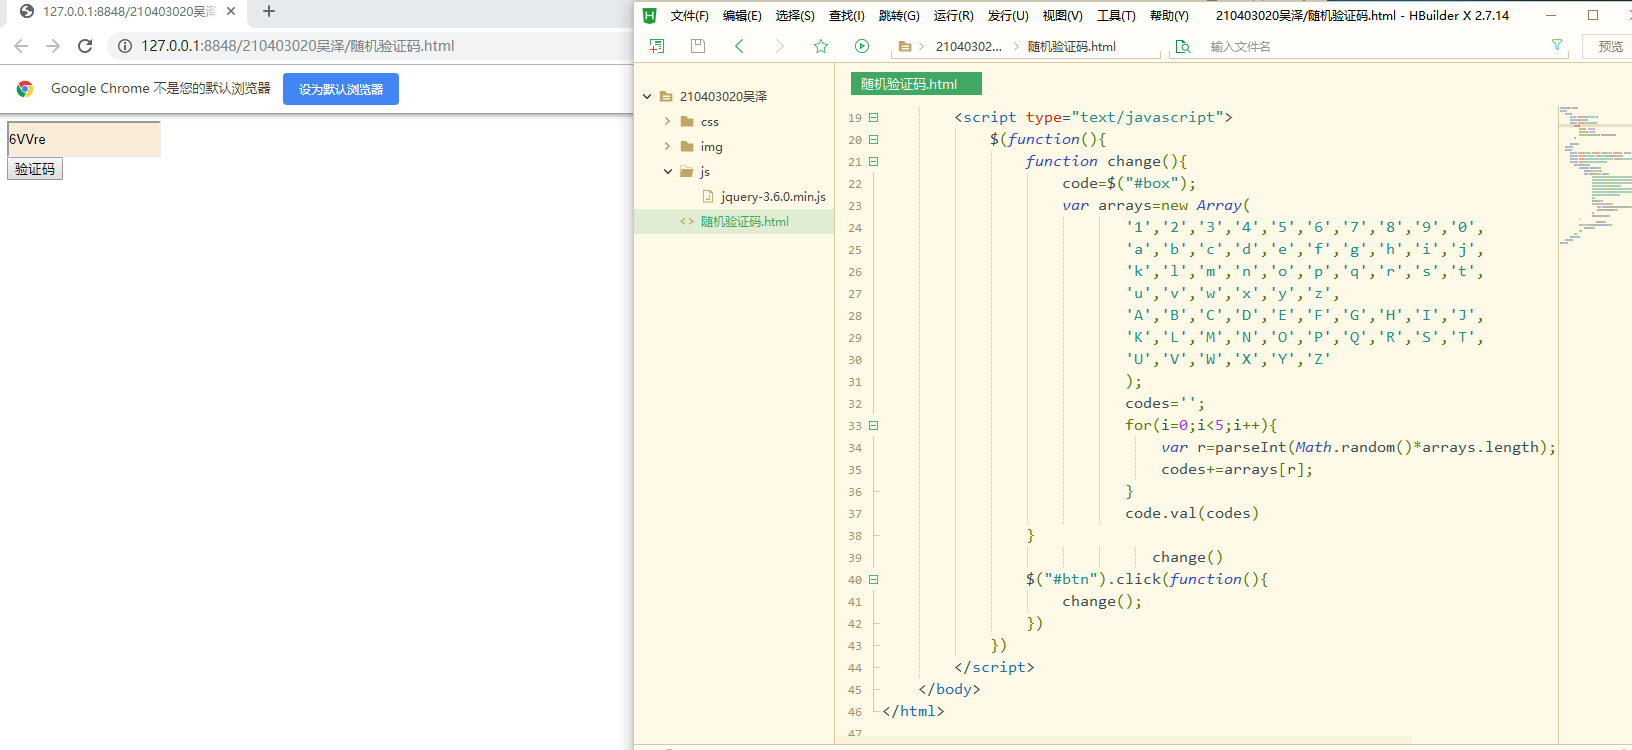 127.0.0.1:8848/210403020吴泽
127.0.0.1:8848/210403020吴泽/随机验证码.html
Google Chrome 不是您的默认浏览器
设为默认浏览器
6VVre
验证码
文件(F) 编辑(E) 选择(S) 查找(I) 跳转(G) 运行(R) 发行(U) 视图(V) 工具(T) 帮助(Y) 210403020吴泽/随机验证码.html - HBuilder X 2.7.14
21040302... 随机验证码.html 输入文件名 预览
210403020吴泽
css
img
js
jquery-3.6.0.min.js
<> 随机验证码.html
随机验证码.html
19 <script type="text/javascript">
20 $(function(){
21 function change(){
22 code=$("#box");
23 var arrays=new Array(
24 '1','2','3','4','5','6','7','8','9','0',
25 'a','b','c','d','e','f','g','h','i','j',
26 'k','l','m','n','o','p','q','r','s','t',
27 'u','v','w','x','y','z',
28 'A','B','C','D','E','F','G','H','I','J',
29 'K','L','M','N','O','P','Q','R','S','T',
30 'U','V','W','X','Y','Z'
31 );
32 codes='';
33 for(i=0;i<5;i++){
34 var r=parseInt(Math.random()*arrays.length);
35 codes+=arrays[r];
36 }
37 code.val(codes)
38 }
39 change()
40 $("#btn").click(function(){
41 change();
42 })
43 })
44 </script>
45 </body>
46 </html>
47